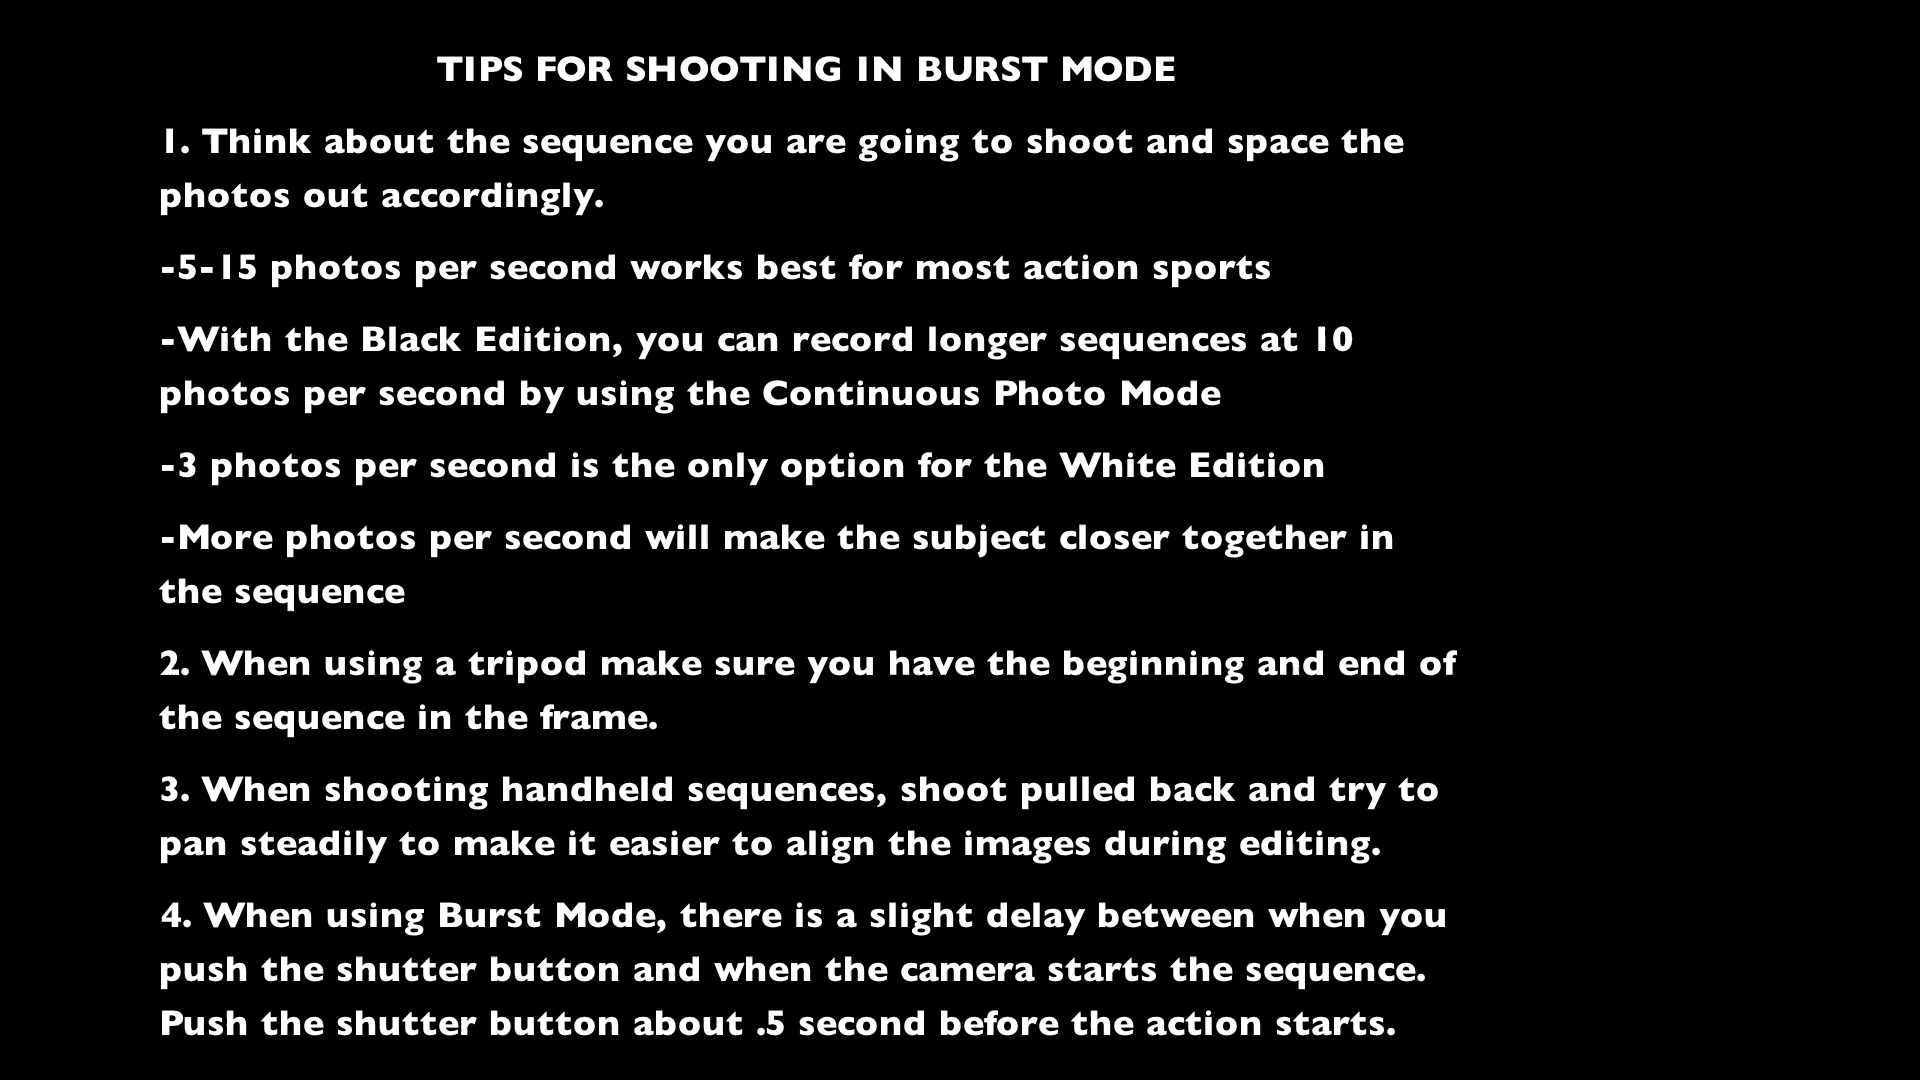 TIPS FOR SHOOTING IN BURST MODE
1. Think about the sequence you are going to shoot and space the
photos out accordingly.
-5-15 photos per second works best for most action sports
-With the Black Edition, you can record longer sequences at 10
photos per second by using the Continuous Photo Mode
-3 photos per second is the only option for the White Edition
-More photos per second will make the subject closer together in
the sequence
2. When using a tripod make sure you have the beginning and end of
the sequence in the frame.
3. When shooting handheld sequences, shoot pulled back and try to
pan steadily to make it easier to align the images during editing.
4. When using Burst Mode, there is a slight delay between when you
push the shutter button and when the camera starts the sequence.
Push the shutter button about .5 second before the action starts.